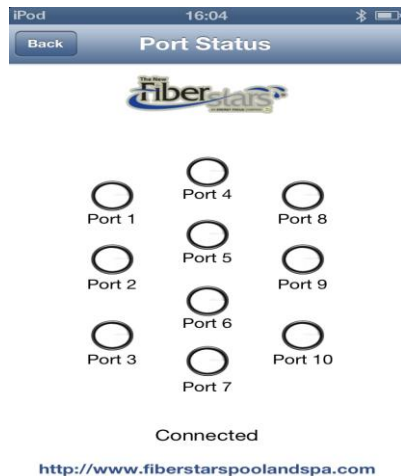 iPod 16:04
Back Port Status
The New
Fiberstars
Port 1 Port 4 Port 8
Port 2 Port 5 Port 9
Port 3 Port 6 Port 10
Port 7
Connected
http://www.fiberstarspoolandspa.com